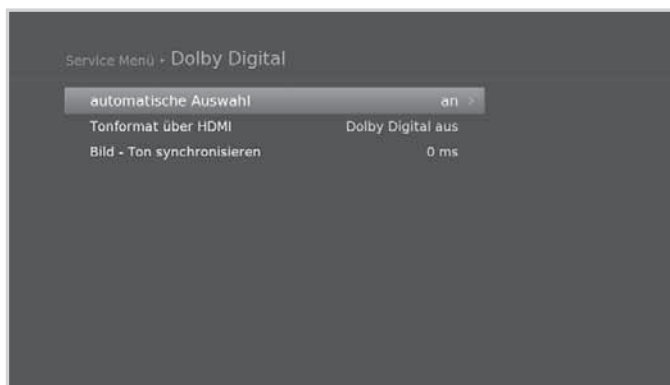 Service Menü • Dolby Digital
automatische Auswahl an >
Tonformat über HDMI Dolby Digital aus
Bild - Ton synchronisieren 0 ms